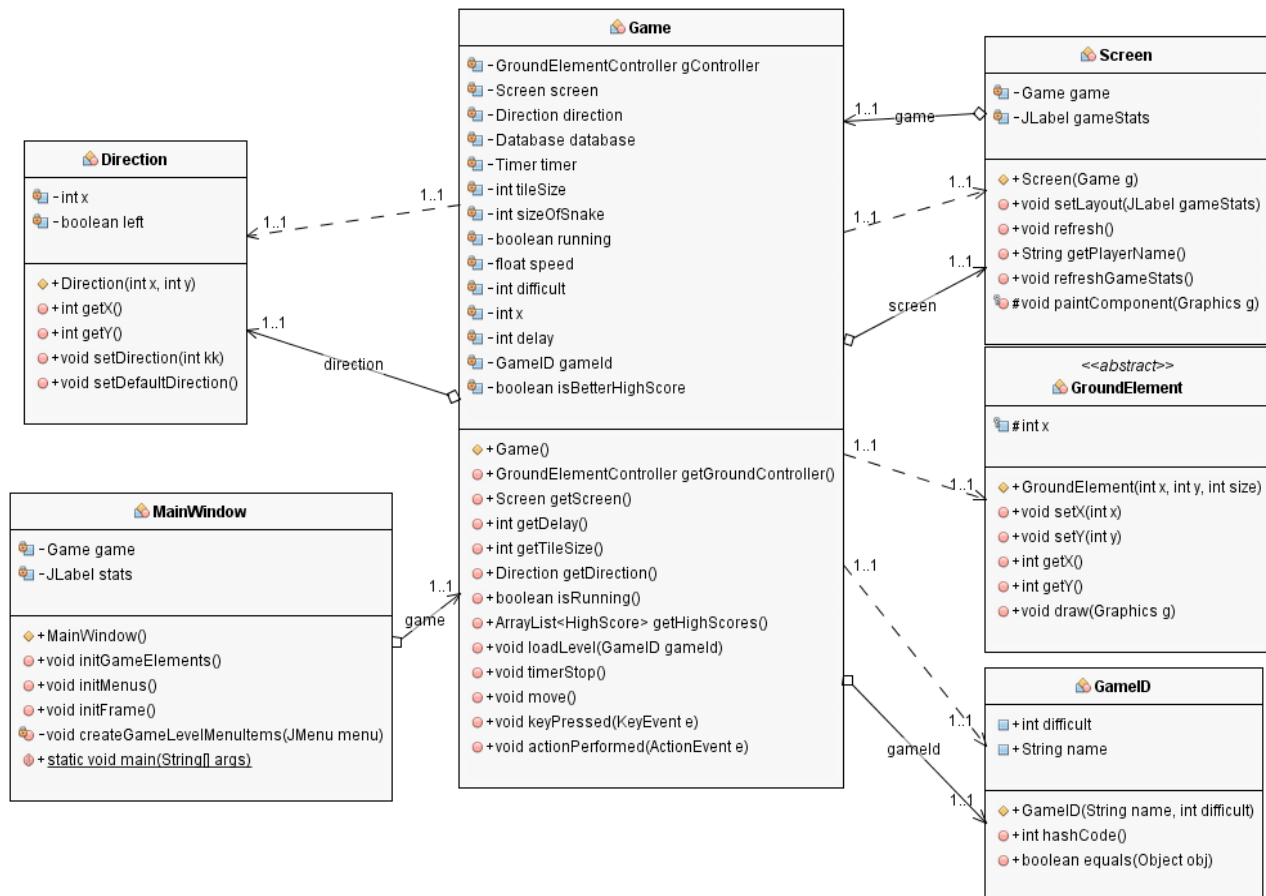 Game
- GroundElementController gController
- Screen screen
- Direction direction
- Database database
- Timer timer
- int tileSize
- int sizeOfSnake
- boolean running
- float speed
- int difficult
- int x
- int delay
- GameID gameId
- boolean isBetterHighScore
+ Game()
+ GroundElementController getGroundController()
+ Screen getScreen()
+ int getDelay()
+ int getTileSize()
+ Direction getDirection()
+ boolean isRunning()
+ ArrayList<HighScore> getHighScores()
+ void loadLevel(GameID gameId)
+ void timerStop()
+ void move()
+ void keyPressed(KeyEvent e)
+ void actionPerformed(ActionEvent e)
Direction
- int x
- boolean left
+ Direction(int x, int y)
+ int getX()
+ int getY()
+ void setDirection(int kk)
+ void setDefaultDirection()
1..1
1..1
1..1
direction
MainWindow
- Game game
- JLabel stats
+ MainWindow()
+ void initGameElements()
+ void initMenus()
+ void initFrame()
- void createGameLevelMenuItems(JMenu menu)
+ static void main(String[] args)
1..1
game
Screen
- Game game
- JLabel gameStats
+ Screen(Game g)
+ void setLayout(JLabel gameStats)
+ void refresh()
+ String getPlayerName()
+ void refreshGameStats()
# void paintComponent(Graphics g)
1..1
game
1..1
1..1
1..1
screen
<<abstract>>
GroundElement
# int x
+ GroundElement(int x, int y, int size)
+ void setX(int x)
+ void setY(int y)
+ int getX()
+ int getY()
+ void draw(Graphics g)
1..1
1..1
GameID
+ int difficult
+ String name
+ GameID(String name, int difficult)
+ int hashCode()
+ boolean equals(Object obj)
1..1
1..1
gameId
1..1